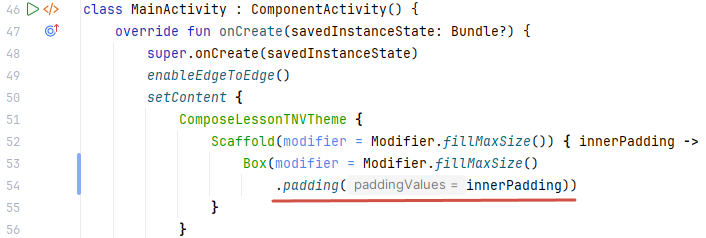 46 class MainActivity : ComponentActivity() {
47 override fun onCreate(savedInstanceState: Bundle?) {
48 super.onCreate(savedInstanceState)
49 enableEdgeToEdge()
50 setContent {
51 ComposeLessonTNVTheme {
52 Scaffold(modifier = Modifier.fillMaxSize()) { innerPadding ->
53 Box(modifier = Modifier.fillMaxSize()
54 .padding( paddingValues = innerPadding))
55 }
56 }